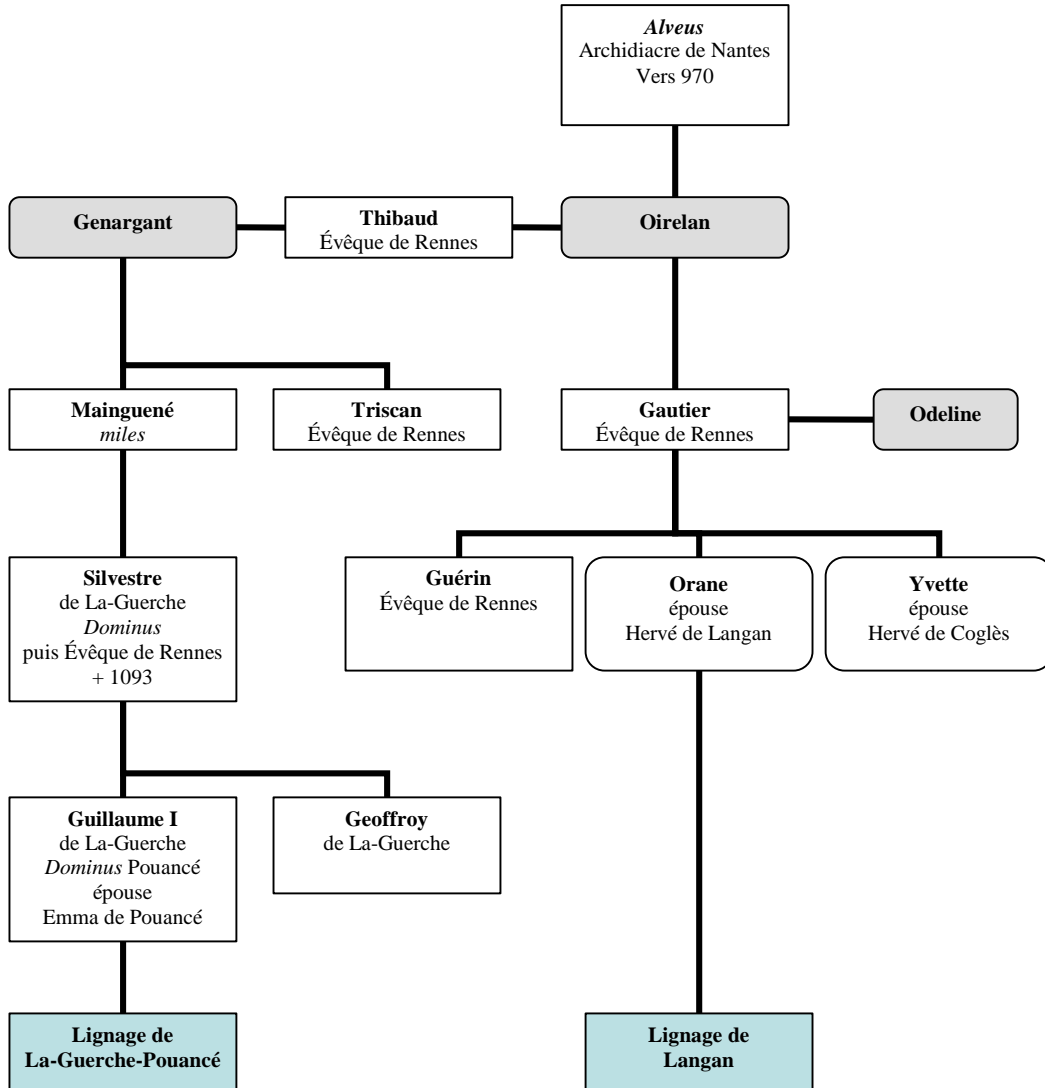 Alveus
Archidiacre de Nantes
Vers 970
Genargant
Thibaud
Évêque de Rennes
Oirelan
Mainguené
miles
Triscan
Évêque de Rennes
Gautier
Évêque de Rennes
Odeline
Silvestre
de La-Guerche
Dominus
puis Évêque de Rennes
+ 1093
Guérin
Évêque de Rennes
Orane
épouse
Hervé de Langan
Yvette
épouse
Hervé de Coglès
Guillaume I
de La-Guerche
Dominus Pouancé
épouse
Emma de Pouancé
Geoffroy
de La-Guerche
Lignage de
La-Guerche-Pouancé
Lignage de
Langan